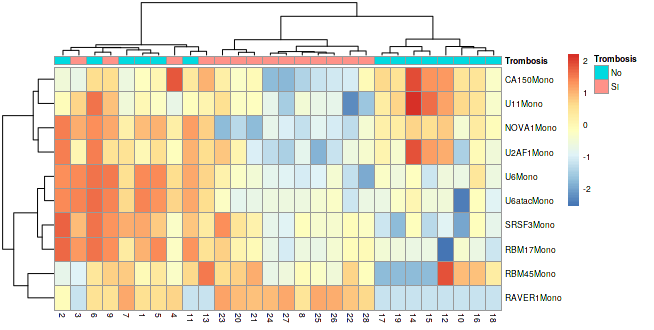 Trombosis
CA150Mono
U11Mono
NOVA1Mono
U2AF1Mono
U6Mono
U6atacMono
SRSF3Mono
RBM17Mono
RBM45Mono
RAVER1Mono
2 3 6 9 7 1 5 4 11 13 23 20 21 24 27 8 25 26 22 28 17 19 14 15 12 10 16 18
2
1
0
-1
-2
Trombosis
No
SI